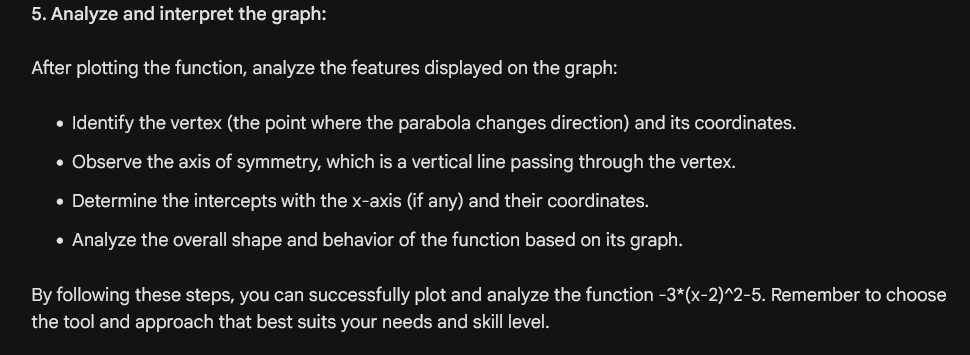 5. Analyze and interpret the graph:
After plotting the function, analyze the features displayed on the graph:
• Identify the vertex (the point where the parabola changes direction) and its coordinates.
• Observe the axis of symmetry, which is a vertical line passing through the vertex.
• Determine the intercepts with the x-axis (if any) and their coordinates.
• Analyze the overall shape and behavior of the function based on its graph.
By following these steps, you can successfully plot and analyze the function -3*(x-2)^2-5. Remember to choose
the tool and approach that best suits your needs and skill level.